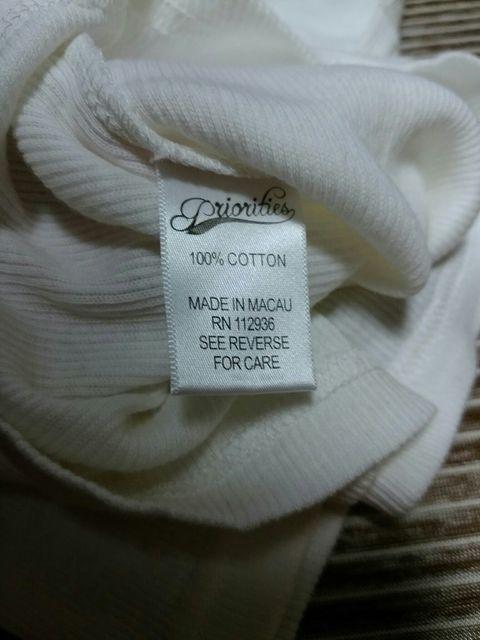 Priorities
100% COTTON
MADE IN MACAU
RN 112936
SEE REVERSE
FOR CARE